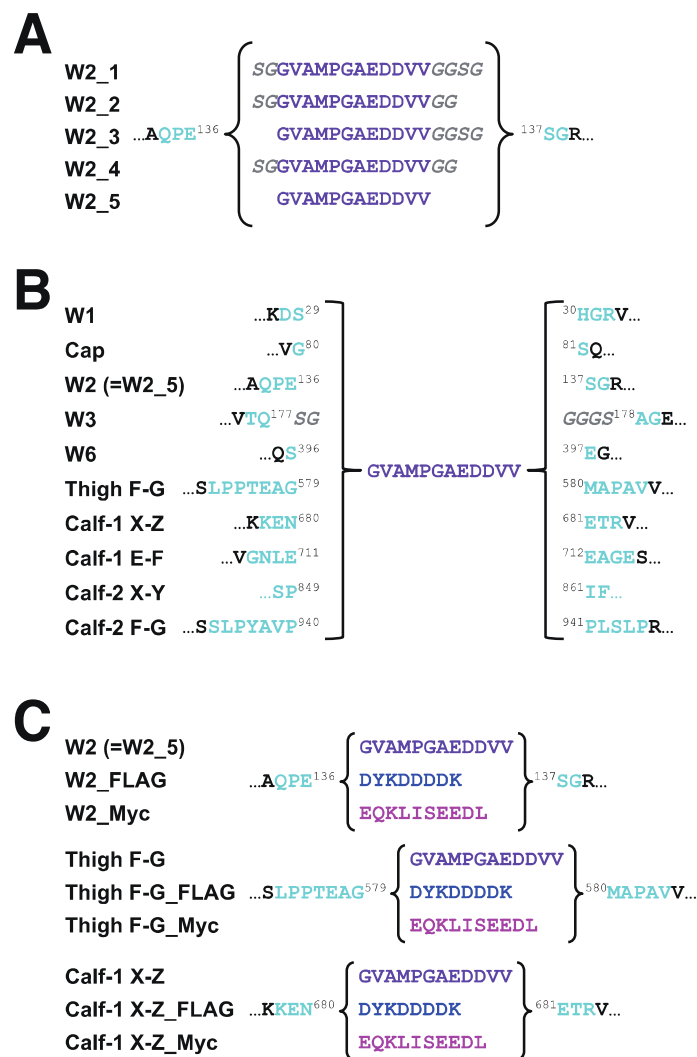 A
W2_1 SGGVAMPGAEDDVVGGSG
W2_2 SGGVAMPGAEDDVVGG
W2_3 ...AQPE136 GVAMPGAEDDVVGGSG 137SGR...
W2_4 SGGVAMPGAEDDVVGG
W2_5 GVAMPGAEDDVV
B
W1 ...KDS29 30HGRV...
Cap ...VG80 81SQ...
W2 (=W2_5) ...AQPE136 137SGR...
W3 ...VTQ177SG GGGS178AGE...
W6 ...QS396 397EG...
GVAMPGAEDDVV
Thigh F-G ...SLPPTEAG579 580MAPAVV...
Calf-1 X-Z ...KKEN680 681ETRV...
Calf-1 E-F ...VGNLE711 712EAGES...
Calf-2 X-Y ...SP849 861IF...
Calf-2 F-G ...SSLPYAVP940 941PLSLPR...
C
W2 (=W2_5) GVAMPGAEDDVV
W2_FLAG ...AQPE136 DYKDDDDK 137SGR...
W2_Myc EQKLISEEDL
Thigh F-G GVAMPGAEDDVV
Thigh F-G_FLAG ...SLPPTEAG579 DYKDDDDK 580MAPAVV...
Thigh F-G_Myc EQKLISEEDL
Calf-1 X-Z GVAMPGAEDDVV
Calf-1 X-Z_FLAG ...KKEN680 DYKDDDDK 681ETRV...
Calf-1 X-Z_Myc EQKLISEEDL